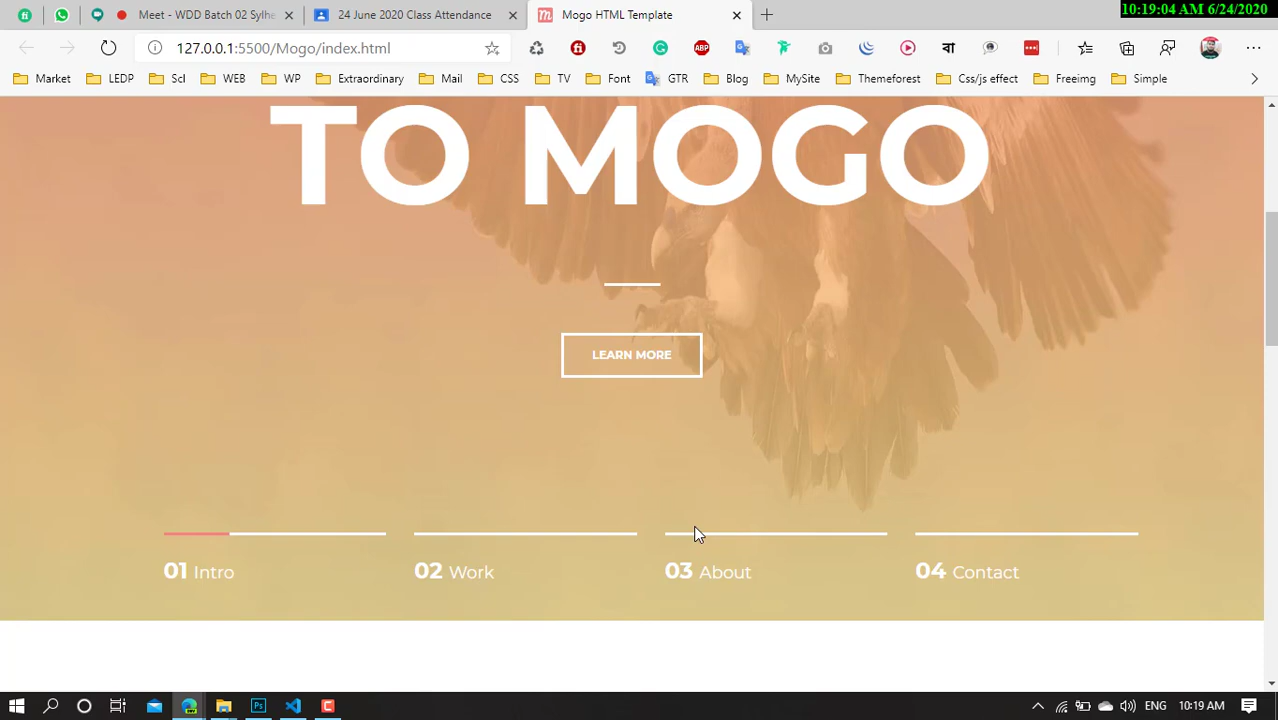 10:19:04 AM 6/24/2020
Meet - WDD Batch 02 Sylhe
24 June 2020 Class Attendance
Mogo HTML Template
127.0.0.1:5500/Mogo/index.html
ABP
বা
Market
LEDP
Scl
WEB
WP
Extraordinary
Mail
CSS
TV
Font
GTR
Blog
MySite
Themeforest
Css/js effect
Freeimg
Simple
TO MOGO
LEARN MORE
01 Intro
02 Work
03 About
04 Contact
Ps
ENG
10:19 AM